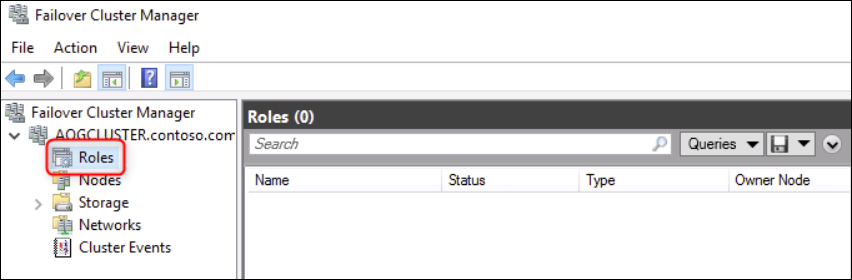 Failover Cluster Manager
File Action View Help
Failover Cluster Manager
AOGCLUSTER.contoso.com
Roles
Nodes
Storage
Networks
Cluster Events
Roles (0)
Search
Queries
Name Status Type Owner Node